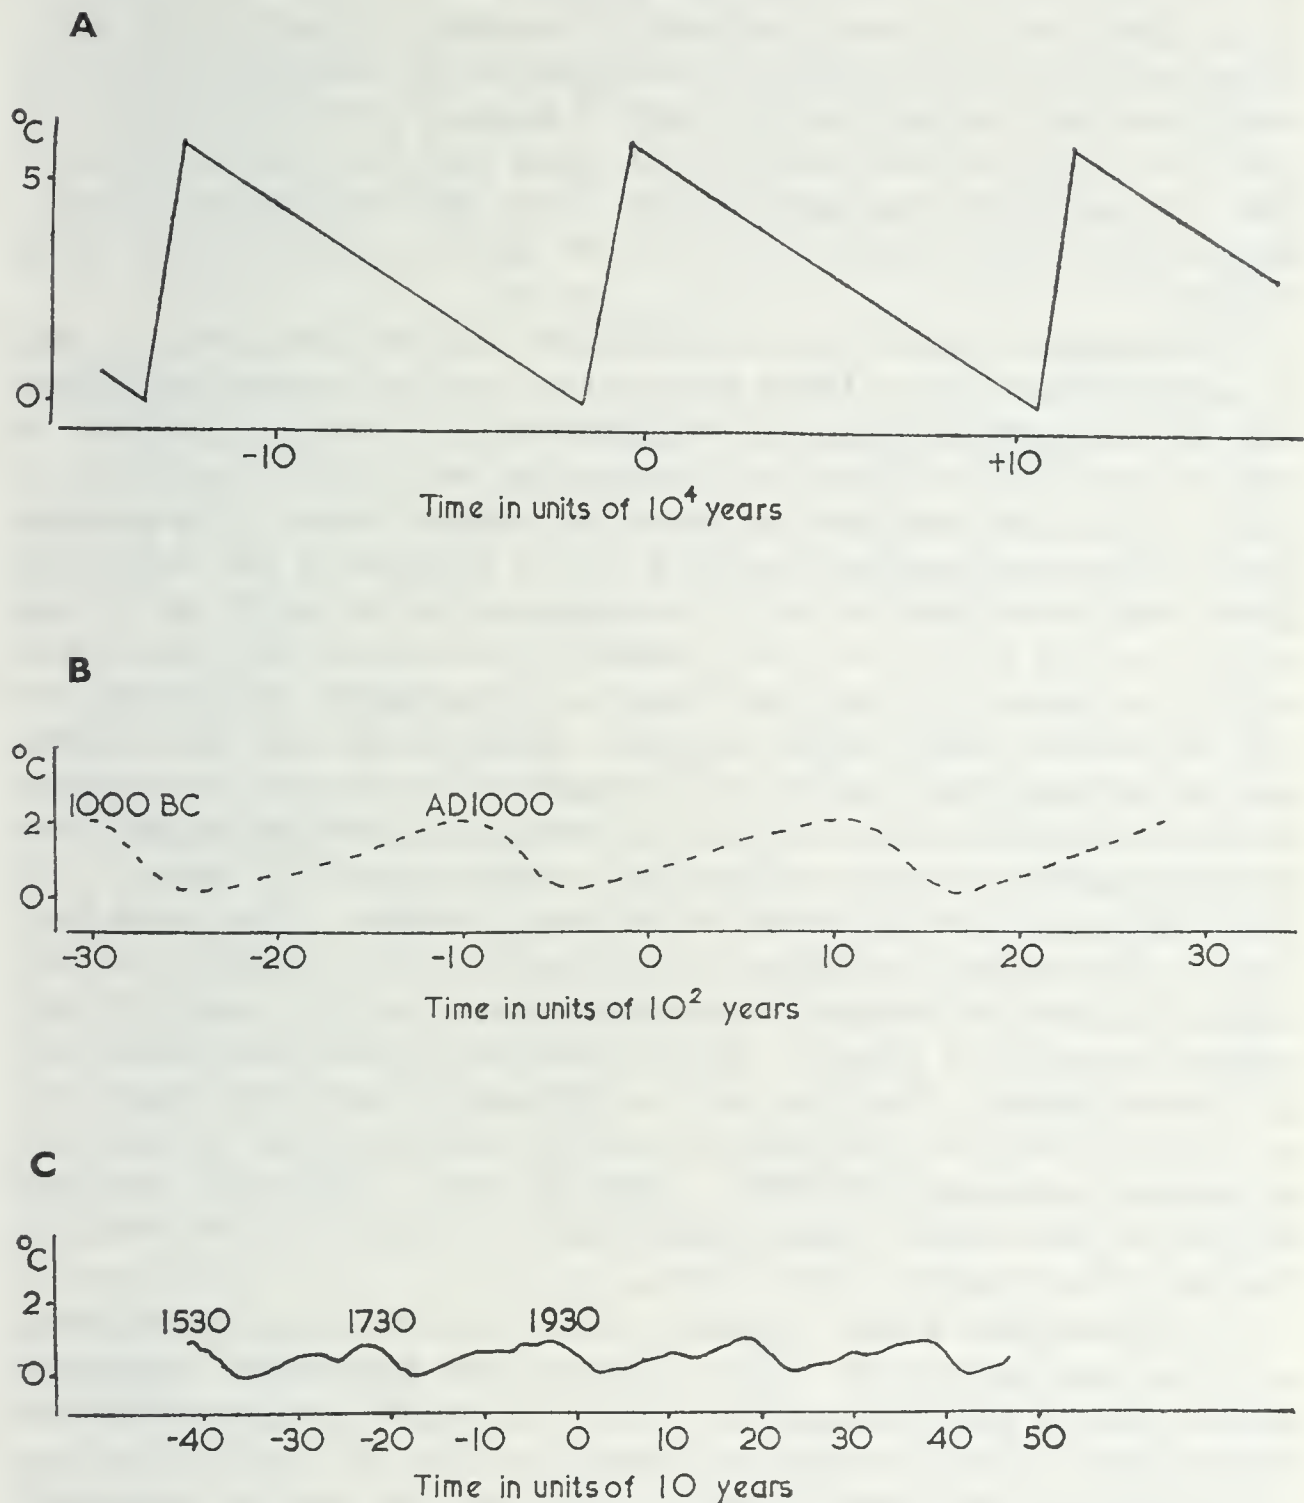 A
°C
5
0
-10 0 +10
Time in units of 10⁴ years
B
°C
1000 BC AD1000
2
0
-30 -20 -10 0 10 20 30
Time in units of 10² years
C
°C
2
1530 1730 1930
0
-40 -30 -20 -10 0 10 20 30 40 50
Time in units of 10 years